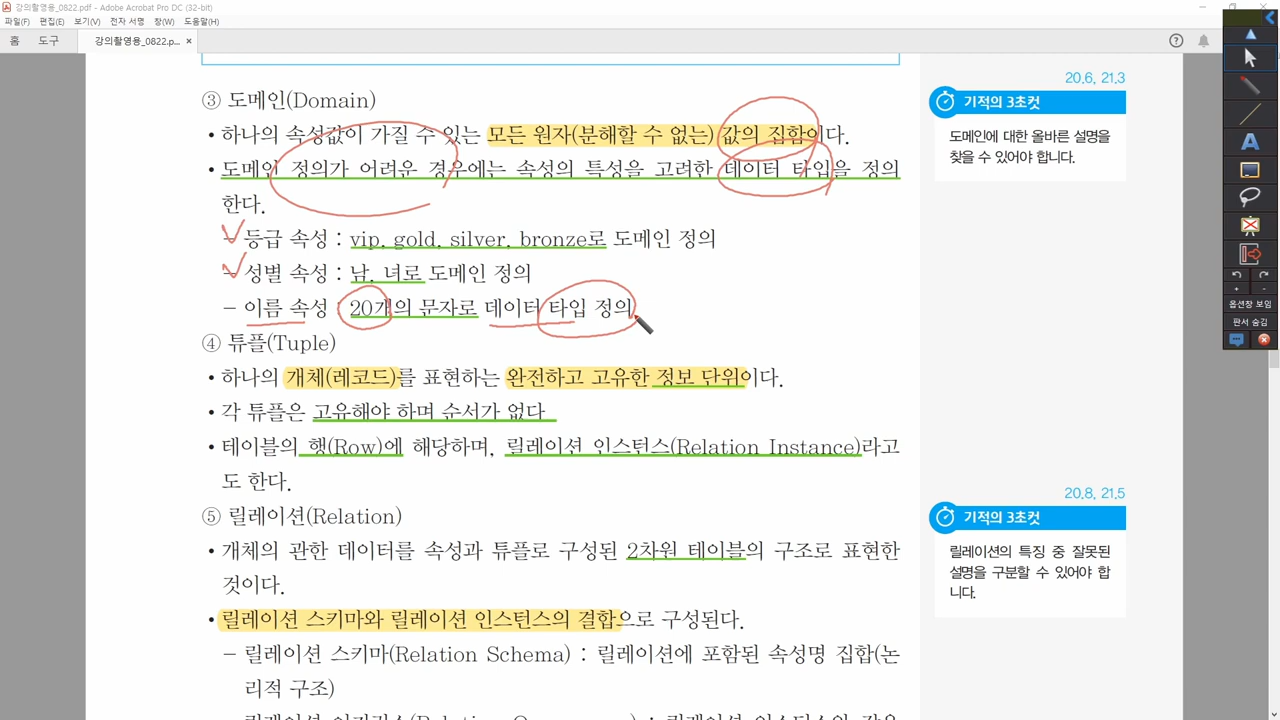 강의촬영용_0822.pdf - Adobe Acrobat Pro DC (32-bit)
파일(F) 편집(E) 보기(V) 전자 서명 창(W) 도움말(H)
홈 도구 강의촬영용_0822.p... ×
③ 도메인(Domain)
• 하나의 속성값이 가질 수 있는 모든 원자(분해할 수 없는) 값의 집합이다.
• 도메인 정의가 어려운 경우에는 속성의 특성을 고려한 데이터 타입을 정의
한다.
– 등급 속성 : vip, gold, silver, bronze로 도메인 정의
– 성별 속성 : 남, 녀로 도메인 정의
– 이름 속성 : 20개의 문자로 데이터 타입 정의
④ 튜플(Tuple)
• 하나의 개체(레코드)를 표현하는 완전하고 고유한 정보 단위이다.
• 각 튜플은 고유해야 하며 순서가 없다
• 테이블의 행(Row)에 해당하며, 릴레이션 인스턴스(Relation Instance)라고
도 한다.
⑤ 릴레이션(Relation)
• 개체의 관한 데이터를 속성과 튜플로 구성된 2차원 테이블의 구조로 표현한
것이다.
• 릴레이션 스키마와 릴레이션 인스턴스의 결합으로 구성된다.
– 릴레이션 스키마(Relation Schema) : 릴레이션에 포함된 속성명 집합(논
리적 구조)
20.6, 21.3
기적의 3초컷
도메인에 대한 올바른 설명을
찾을 수 있어야 합니다.
20.8, 21.5
기적의 3초컷
릴레이션의 특징 중 잘못된
설명을 구분할 수 있어야 합
니다.
옵션창 보임
판서 숨김